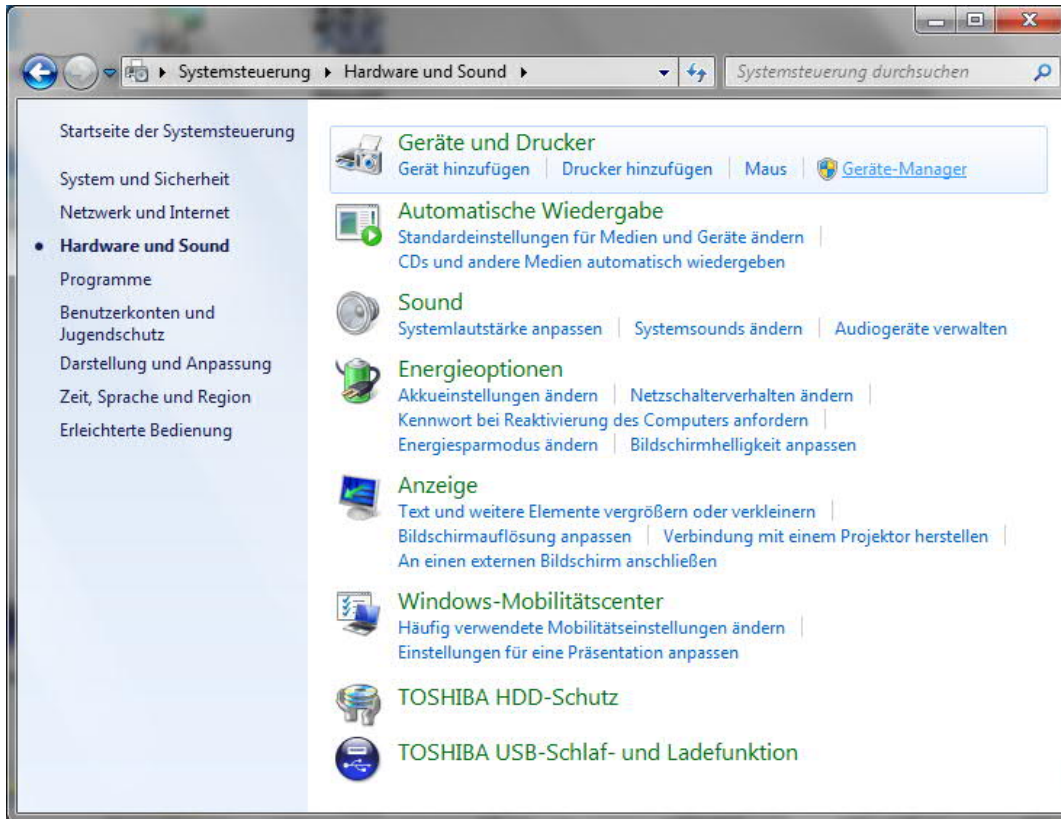 Systemsteuerung Hardware und Sound Systemsteuerung durchsuchen
Startseite der Systemsteuerung
System und Sicherheit
Netzwerk und Internet
Hardware und Sound
Programme
Benutzerkonten und
Jugendschutz
Darstellung und Anpassung
Zeit, Sprache und Region
Erleichterte Bedienung
Geräte und Drucker
Gerät hinzufügen Drucker hinzufügen Maus Geräte-Manager
Automatische Wiedergabe
Standardeinstellungen für Medien und Geräte ändern
CDs und andere Medien automatisch wiedergeben
Sound
Systemlautstärke anpassen Systemsounds ändern Audiogeräte verwalten
Energieoptionen
Akkueinstellungen ändern Netzschalterverhalten ändern
Kennwort bei Reaktivierung des Computers anfordern
Energiesparmodus ändern Bildschirmhelligkeit anpassen
Anzeige
Text und weitere Elemente vergrößern oder verkleinern
Bildschirmauflösung anpassen Verbindung mit einem Projektor herstellen
An einen externen Bildschirm anschließen
Windows-Mobilitätscenter
Häufig verwendete Mobilitätseinstellungen ändern
Einstellungen für eine Präsentation anpassen
TOSHIBA HDD-Schutz
TOSHIBA USB-Schlaf- und Ladefunktion